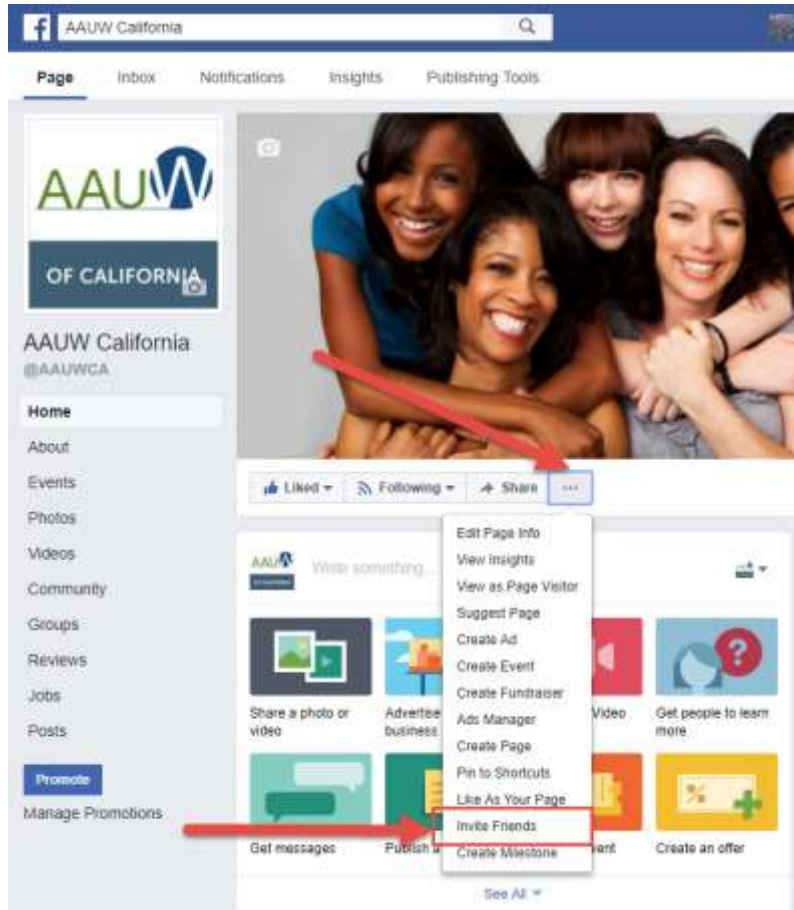 f AAUW California
Page Inbox Notifications Insights Publishing Tools
AAUW
OF CALIFORNIA
AAUW California
@AAUWCA
Home
About
Events
Photos
Videos
Community
Groups
Reviews
Jobs
Posts
Promote
Manage Promotions
Liked Following Share ...
Edit Page Info
View Insights
View as Page Visitor
Suggest Page
Create Ad
Create Event
Create Fundraiser
Ads Manager
Create Page
Pin to Shortcuts
Like As Your Page
Invite Friends
Create Milestone
AAUW
Write something...
Share a photo or
video
Advertise
business
Video
Get people to learn
more
Get messages
Create an offer
See All